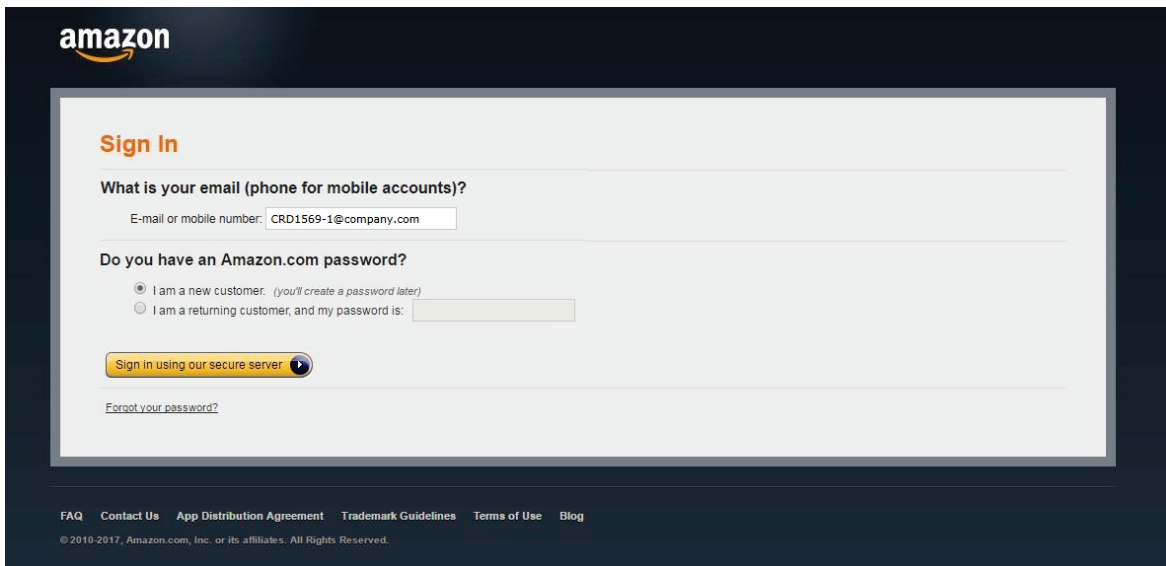 amazon
Sign In
What is your email (phone for mobile accounts)?
E-mail or mobile number: CRD1569-1@company.com
Do you have an Amazon.com password?
I am a new customer. (you'll create a password later)
I am a returning customer, and my password is:
Sign in using our secure server
Forgot your password?
FAQ Contact Us App Distribution Agreement Trademark Guidelines Terms of Use Blog
© 2010-2017, Amazon.com, Inc. or its affiliates. All Rights Reserved.